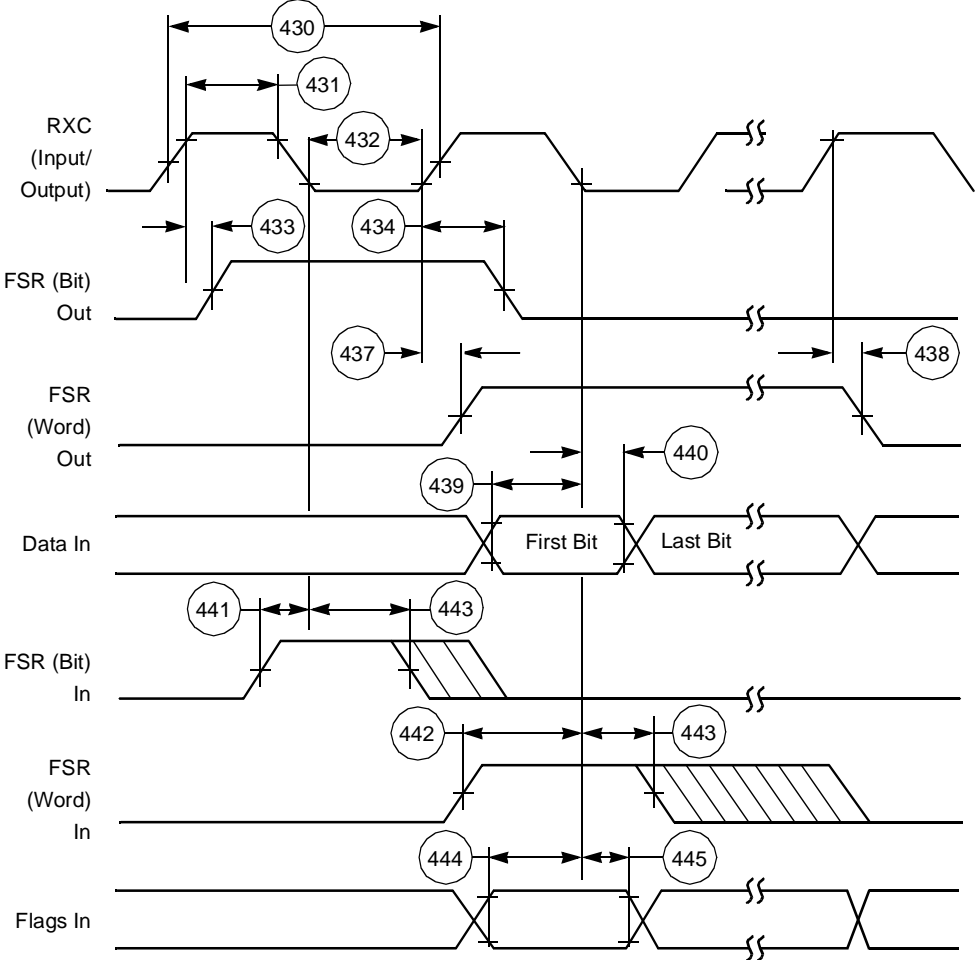 430
431
RXC
(Input/
Output)
432
433
434
FSR (Bit)
Out
437
438
FSR
(Word)
Out
440
439
Data In
First Bit
Last Bit
441
443
FSR (Bit)
In
442
443
FSR
(Word)
In
444
445
Flags In